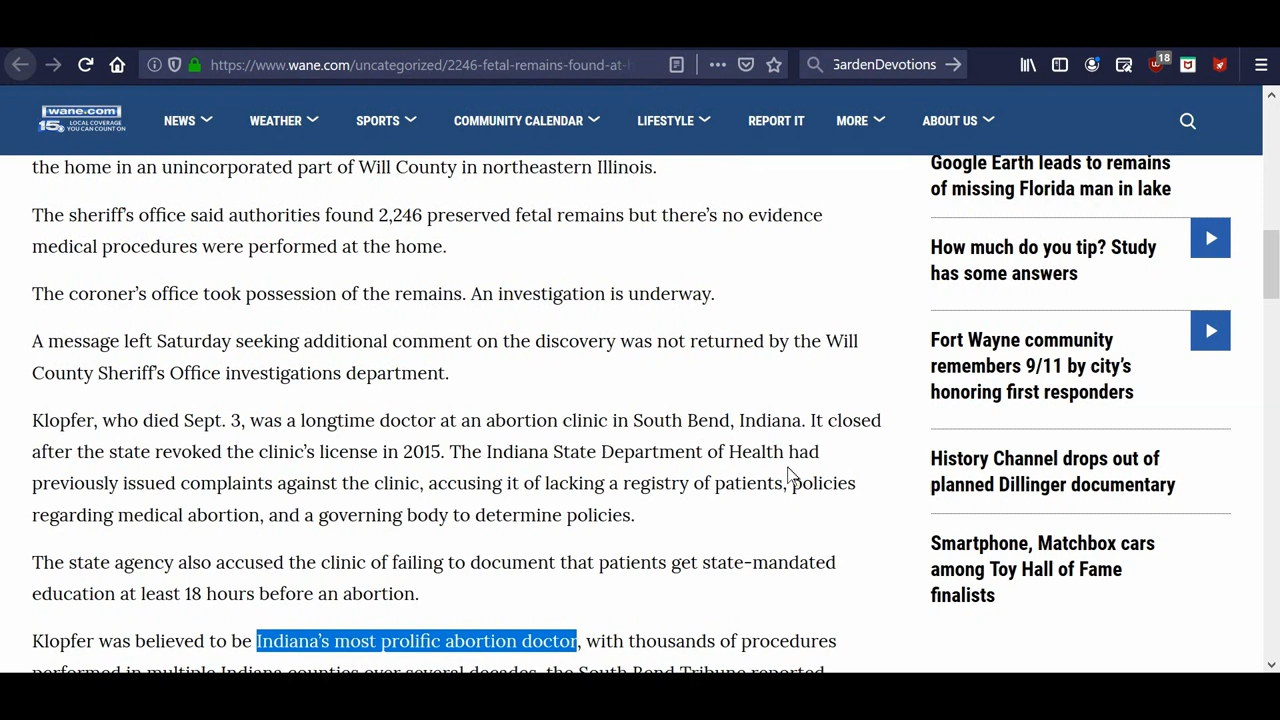 https://www.wane.com/uncategorized/2246-fetal-remains-found-at-h
GardenDevotions
18
wane.com
15 LOCAL COVERAGE
YOU CAN COUNT ON
NEWS
WEATHER
SPORTS
COMMUNITY CALENDAR
LIFESTYLE
REPORT IT
MORE
ABOUT US
the home in an unincorporated part of Will County in northeastern Illinois.
The sheriff's office said authorities found 2,246 preserved fetal remains but there's no evidence
medical procedures were performed at the home.
The coroner's office took possession of the remains. An investigation is underway.
A message left Saturday seeking additional comment on the discovery was not returned by the Will
County Sheriff's Office investigations department.
Klopfer, who died Sept. 3, was a longtime doctor at an abortion clinic in South Bend, Indiana. It closed
after the state revoked the clinic's license in 2015. The Indiana State Department of Health had
previously issued complaints against the clinic, accusing it of lacking a registry of patients, policies
regarding medical abortion, and a governing body to determine policies.
The state agency also accused the clinic of failing to document that patients get state-mandated
education at least 18 hours before an abortion.
Klopfer was believed to be Indiana's most prolific abortion doctor, with thousands of procedures
performed in multiple Indiana counties over several decades, the South Bend Tribune reported
Google Earth leads to remains
of missing Florida man in lake
How much do you tip? Study
has some answers
Fort Wayne community
remembers 9/11 by city's
honoring first responders
History Channel drops out of
planned Dillinger documentary
Smartphone, Matchbox cars
among Toy Hall of Fame
finalists